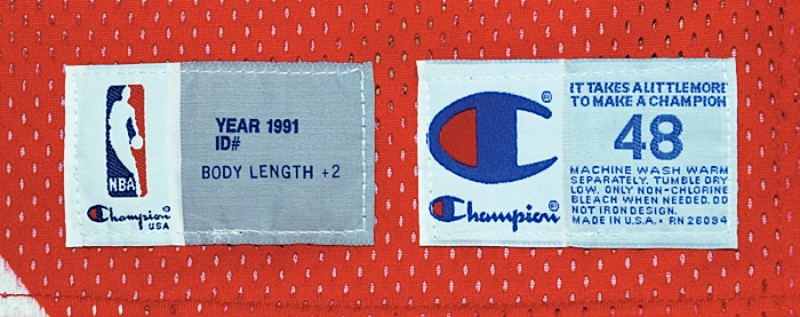 NBA
Champion
USA
YEAR 1991
ID#
BODY LENGTH +2
®
Champion®
IT TAKES A LITTLE MORE
TO MAKE A CHAMPION
48
MACHINE WASH WARM
SEPARATELY. TUMBLE DRY
LOW. ONLY NON-CHLORINE
BLEACH WHEN NEEDED. DO
NOT IRON DESIGN.
MADE IN U.S.A. • RN 26094